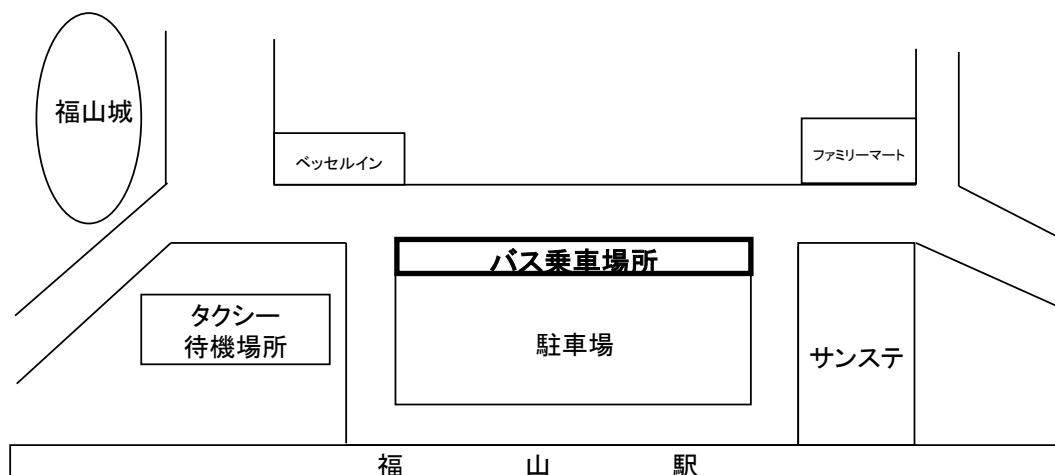 福山城
ベッセルイン
ファミリーマート
バス乗車場所
タクシー
待機場所
駐車場
サンステ
福山駅